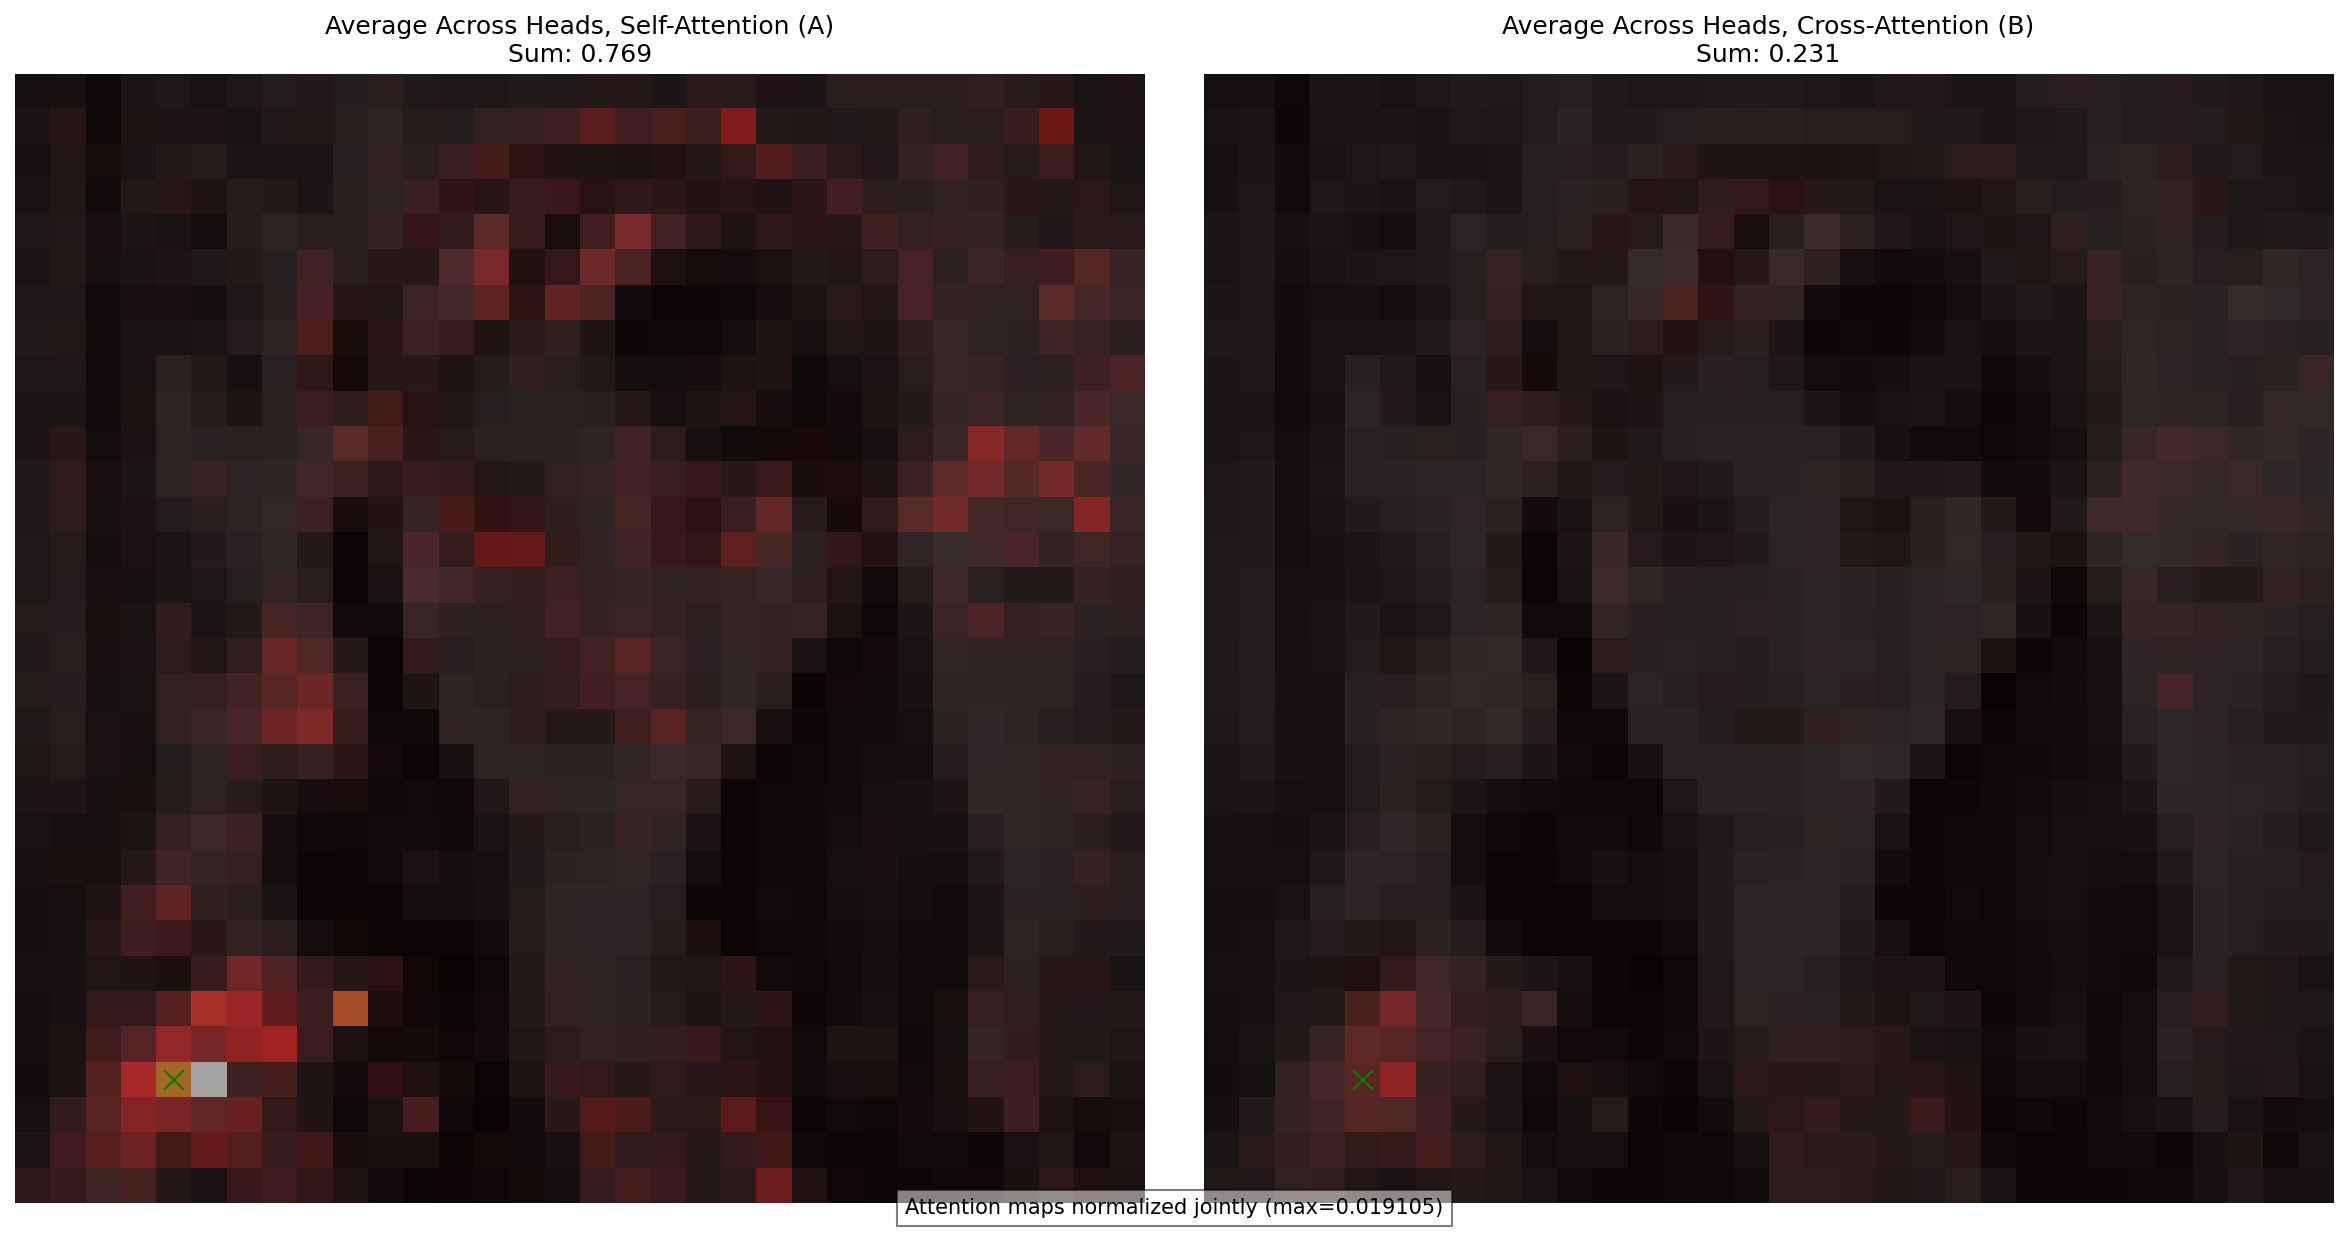 Average Across Heads, Self-Attention (A)
Sum: 0.769
Average Across Heads, Cross-Attention (B)
Sum: 0.231
Attention maps normalized jointly (max=0.019105)